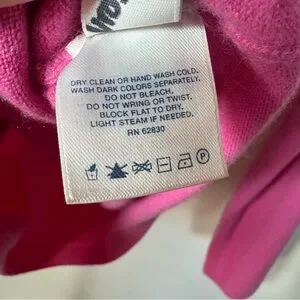 DRY CLEAN OR HAND WASH COLD.
WASH DARK COLORS SEPARATELY.
DO NOT BLEACH.
DO NOT WRING OR TWIST.
BLOCK FLAT TO DRY.
LIGHT STEAM IF NEEDED.
RN 62830
P